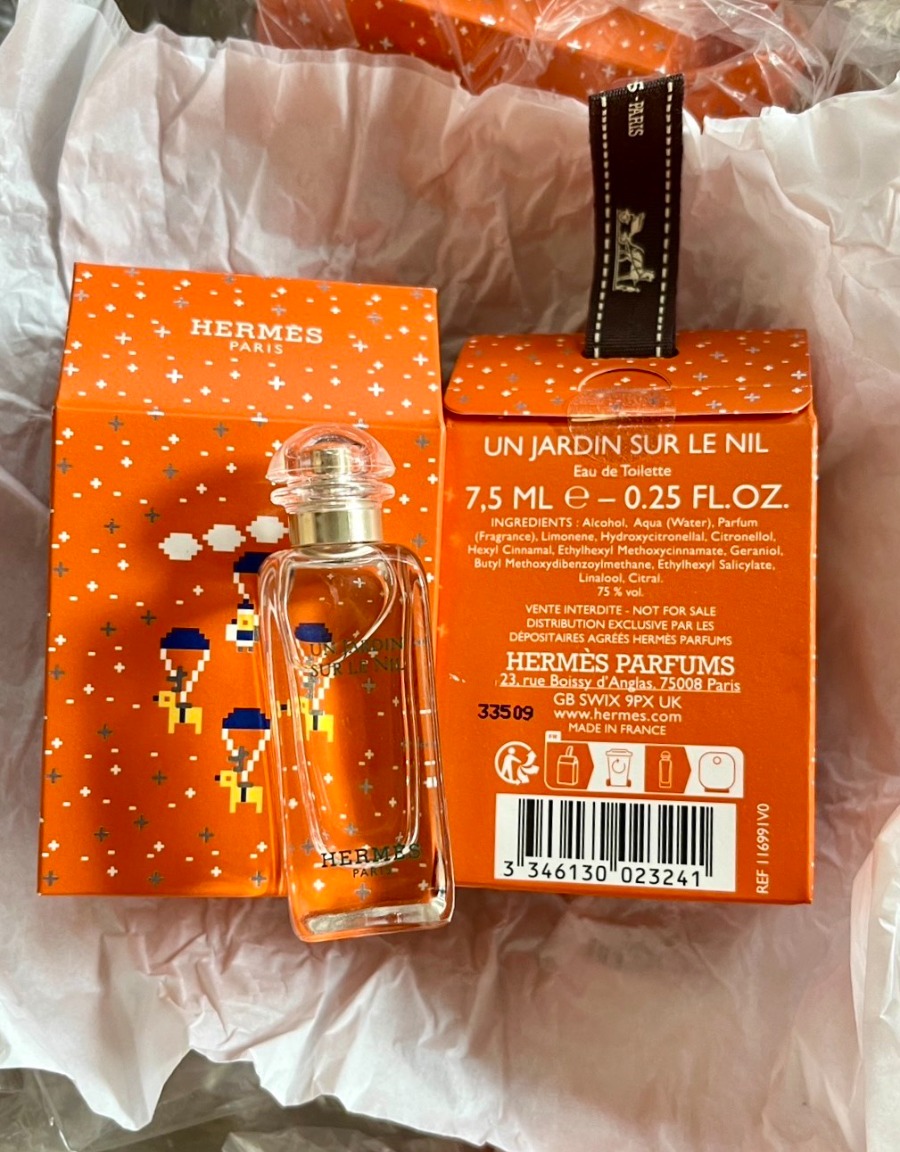 S - PARIS
HERMÈS
PARIS
UN JARDIN
SUR LE NIL
HERMÈS
PARIS
UN JARDIN SUR LE NIL
Eau de Toilette
7,5 ML ℮ – 0.25 FL.OZ.
INGREDIENTS : Alcohol, Aqua (Water), Parfum
(Fragrance), Limonene, Hydroxycitronellol, Citronellol,
Hexyl Cinnamal, Ethylhexyl Methoxycinnamate, Geraniol,
Butyl Methoxydibenzoylmethane, Ethylhexyl Salicylate,
Linalool, Citral.
75 % vol.
VENTE INTERDITE - NOT FOR SALE
DISTRIBUTION EXCLUSIVE PAR LES
DÉPOSITAIRES AGRÉÉS HERMÈS PARFUMS
HERMÈS PARFUMS
23, rue Boissy d'Anglas, 75008 Paris
GB SWIX 9PX UK
33509
www.hermes.com
MADE IN FRANCE
FR
3 346130 023241
REF 116991V0